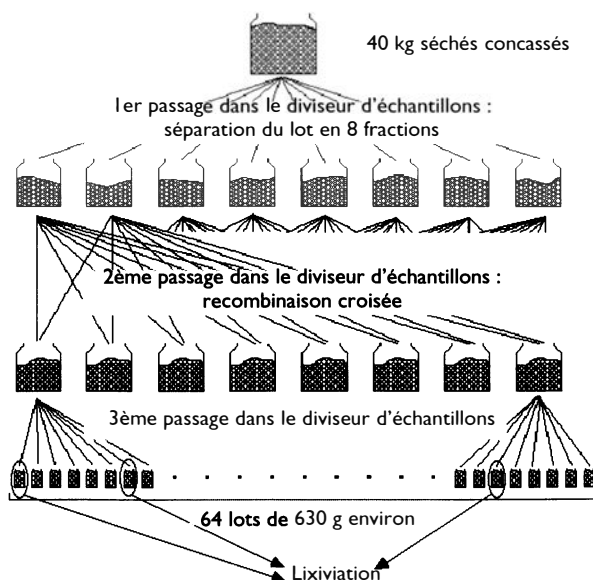 40 kg séchés concassés
1er passage dans le diviseur d'échantillons :
séparation du lot en 8 fractions
2ème passage dans le diviseur d'échantillons :
recombinaison croisée
3ème passage dans le diviseur d'échantillons
64 lots de 630 g environ
Lixiviation